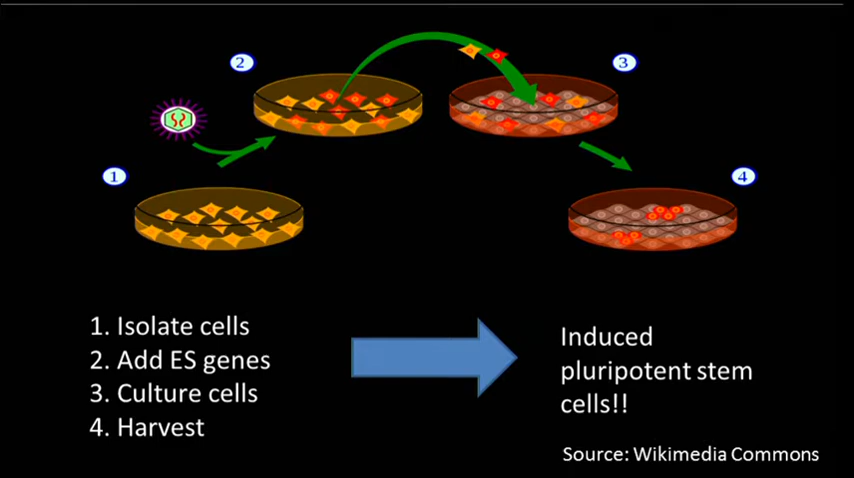 2
3
1
4
1. Isolate cells
2. Add ES genes
3. Culture cells
4. Harvest
Induced
pluripotent stem
cells!!
Source: Wikimedia Commons